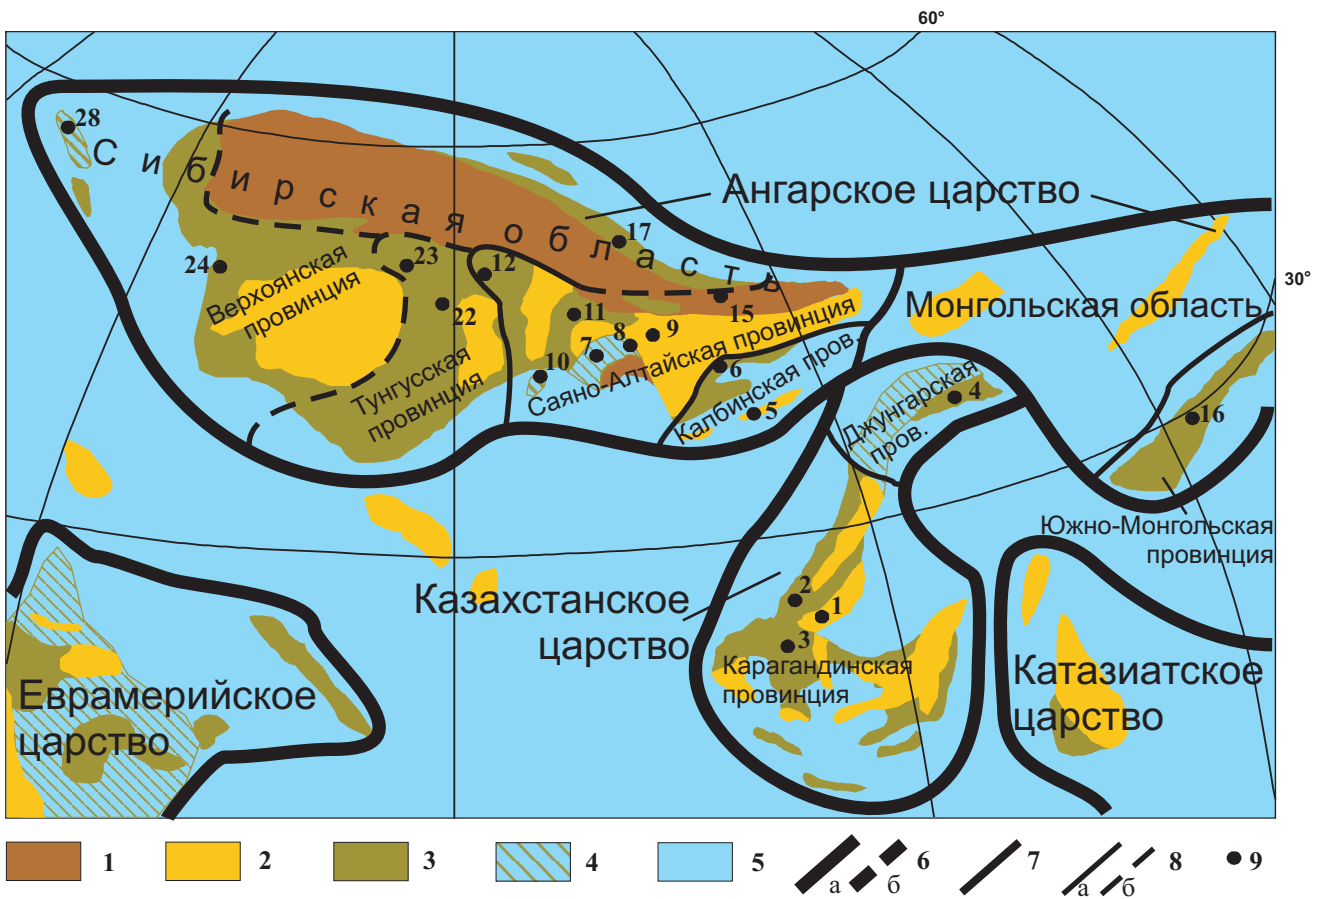 60°
28
Сибирская область
Ангарское царство
17
24
23
12
30°
Верхоянская
провинция
22
11
15
Монгольская область
8
9
7
10
6
Саяно-Алтайская провинция
Тунгусская
провинция
Калбинская пров.
5
Джунгарская
пров.
4
16
Южно-Монгольская
провинция
Казахстанское
царство
2
1
3
Карагандинская
провинция
Еврамерийское
царство
Катазиатское
царство
1
2
3
4
5
а
б
6
7
а
б
8
9